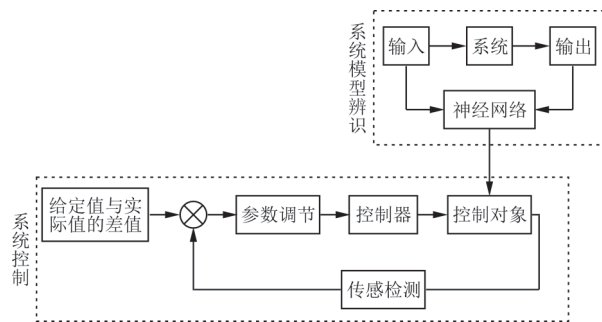 系统模型辨识
输入
系统
输出
神经网络
系统控制
给定值与实
际值的差值
参数调节
控制器
控制对象
传感检测